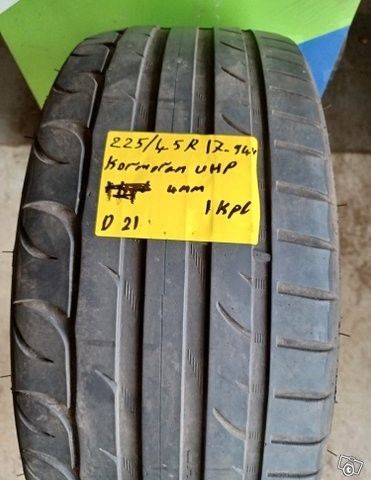 225/45R 17-94Y
Kormoran UHP
4mm
1 Kpl
D 21